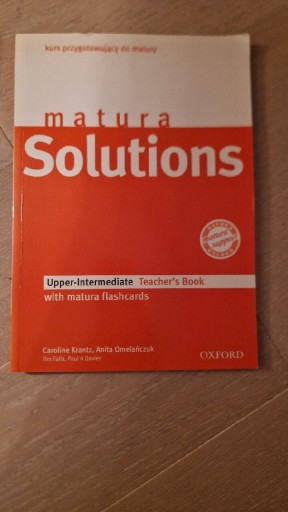 kurs przygotowujący do matury
matura
Solutions
Upper-Intermediate Teacher's Book
with matura flashcards
Caroline Krantz, Anita Omelańczuk
Tim Falla, Paul A Davies
OXFORD